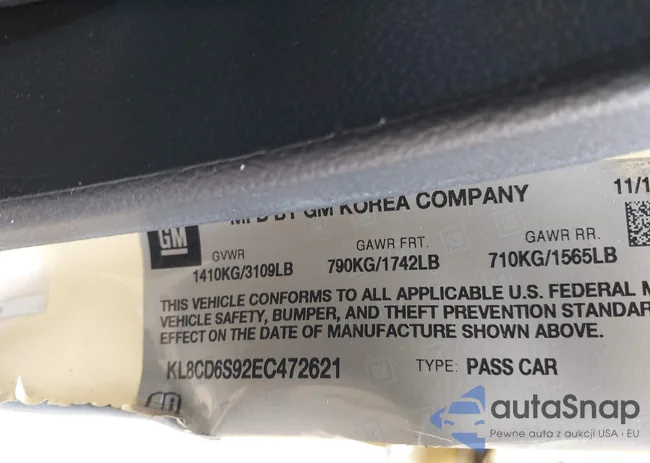 MFD BY GM KOREA COMPANY 11/1
GM
GVWR GAWR FRT. GAWR RR.
1410KG/3109LB 790KG/1742LB 710KG/1565LB
THIS VEHICLE CONFORMS TO ALL APPLICABLE U.S. FEDERAL M
VEHICLE SAFETY, BUMPER, AND THEFT PREVENTION STANDAR
EFFECT ON THE DATE OF MANUFACTURE SHOWN ABOVE.
KL8CD6S92EC472621 TYPE: PASS CAR
autaSnap
Pewne auta z aukcji USA i EU